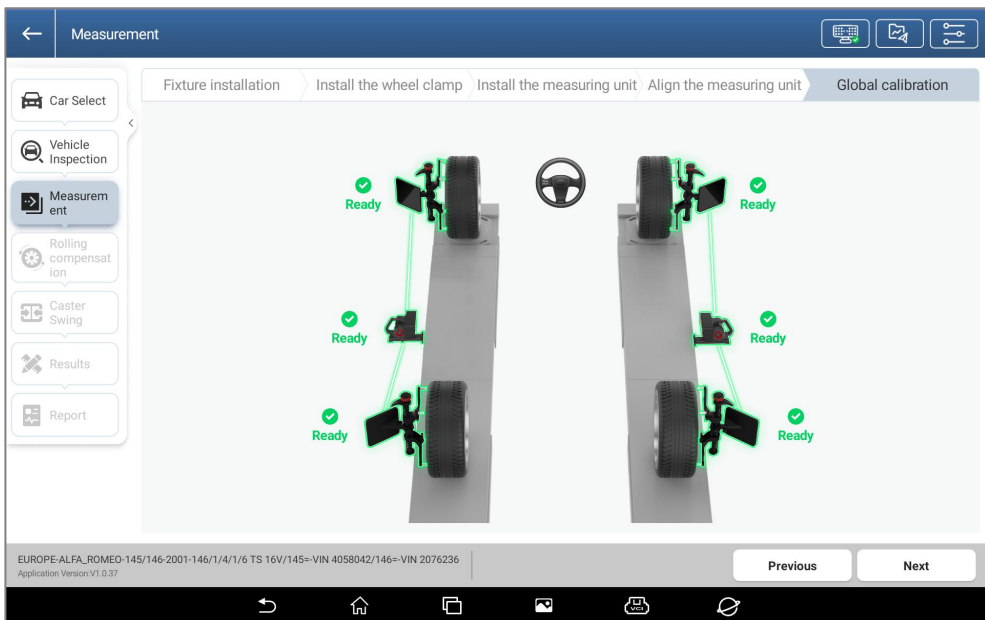 Measurement
Fixture installation
Install the wheel clamp
Install the measuring unit
Align the measuring unit
Global calibration
Car Select
Vehicle
Inspection
Measurem
ent
Rolling
compensat
ion
Caster
Swing
Results
Report
Ready
Ready
Ready
Ready
Ready
Ready
EUROPE-ALFA_ROMEO-145/146-2001-146/1/4/1/6 TS 16V/145=-VIN 4058042/146=-VIN 2076236
Application Version:V1.0.37
Previous
Next
VCI